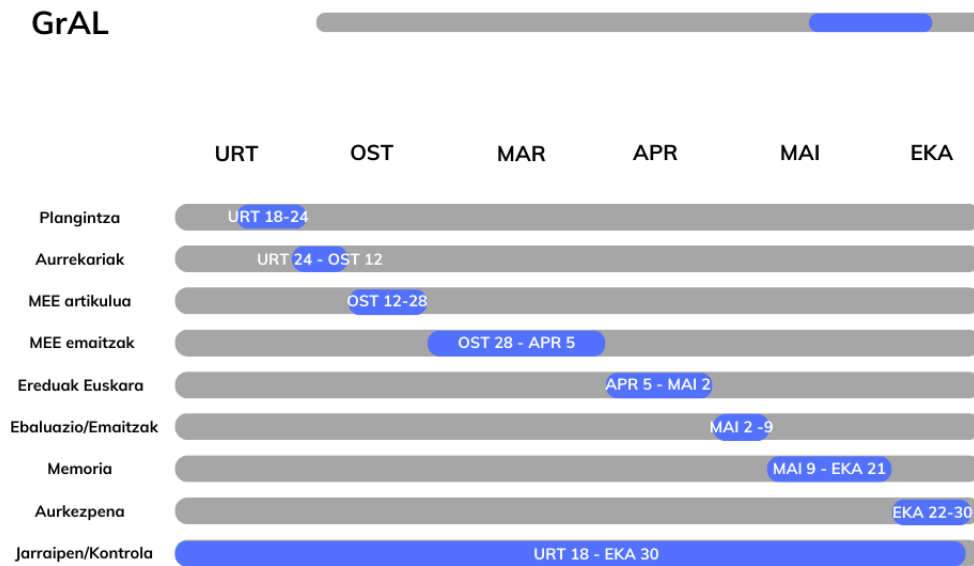 GrAL
URT OST MAR APR MAI EKA
Plangintza URT 18-24
Aurrekariak URT 24 - OST 12
MEE artikulua OST 12-28
MEE emaitzak OST 28 - APR 5
Ereduak Euskara APR 5 - MAI 2
Ebaluazio/Emaitzak MAI 2 -9
Memoria MAI 9 - EKA 21
Aurkezpena EKA 22-30
Jarraipen/Kontrola URT 18 - EKA 30